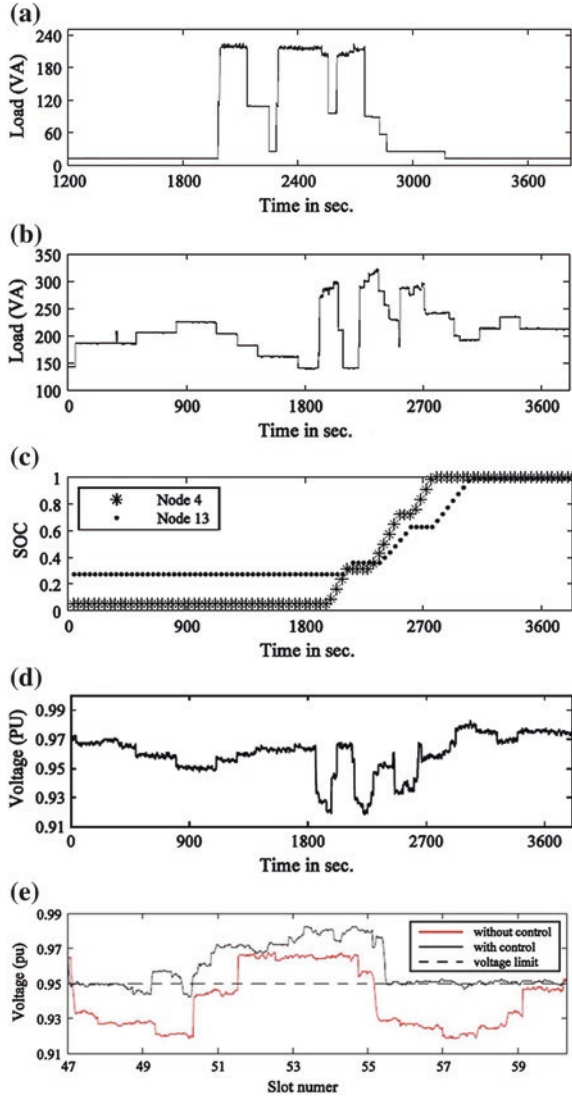 (a)
240
180
120
60
0
Load (VA)
1200 1800 2400 3000 3600
Time in sec.
(b)
350
300
250
200
150
100
Load (VA)
0 900 1800 2700 3600
Time in sec.
(c)
1
0.8
0.6
0.4
0.2
0
SOC
Node 4
Node 13
0 900 1800 2700 3600
Time in sec.
(d)
0.99
0.97
0.95
0.93
0.91
Voltage (PU)
0 900 1800 2700 3600
Time in sec.
(e)
0.99
0.97
0.95
0.93
0.91
Voltage (pu)
without control
with control
voltage limit
47 49 51 53 55 57 59
Slot numer